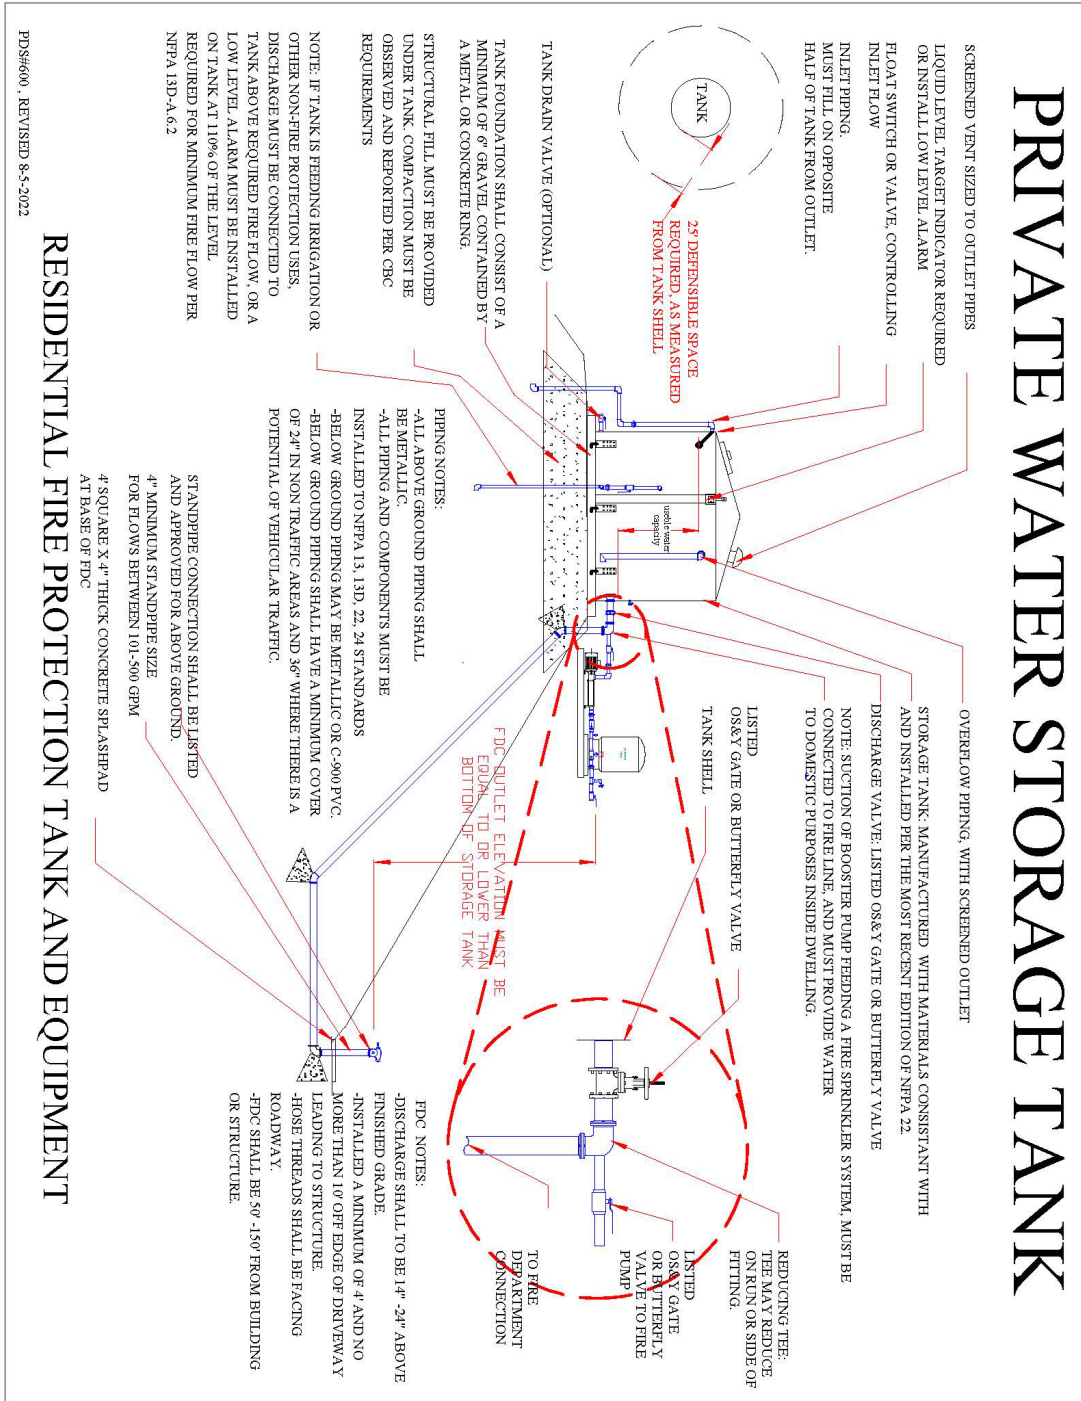 PRIVATE WATER STORAGE TANK
SCREENED VENT SIZED TO OUTLET PIPES
LIQUID LEVEL TARGET INDICATOR REQUIRED
OR INSTALL LOW LEVEL ALARM
FLOAT SWITCH OR VALVE, CONTROLLING
INLET FLOW
INLET PIPING.
MUST FILL ON OPPOSITE
HALF OF TANK FROM OUTLET.
TANK
25' DEFENSIBLE SPACE
REQUIRED, AS MEASURED
FROM TANK SHELL
TANK DRAIN VALVE (OPTIONAL)
TANK FOUNDATION SHALL CONSIST OF A
MINIMUM OF 6" GRAVEL CONTAINED BY
A METAL OR CONCRETE RING.
STRUCTURAL FILL MUST BE PROVIDED
UNDER TANK. COMPACTION MUST BE
OBSERVED AND REPORTED PER CBC
REQUIREMENTS
NOTE: IF TANK IS FEEDING IRRIGATION OR
OTHER NON-FIRE PROTECTION USES,
DISCHARGE MUST BE CONNECTED TO
TANK ABOVE REQUIRED FIRE FLOW, OR A
LOW LEVEL ALARM MUST BE INSTALLED
ON TANK AT 110% OF THE LEVEL
REQUIRED FOR MINIMUM FIRE FLOW PER
NFPA 13D-A.6.2
usable water
capacity
OVERFLOW PIPING, WITH SCREENED OUTLET
STORAGE TANK: MANUFACTURED WITH MATERIALS CONSISTANT WITH
AND INSTALLED PER THE MOST RECENT EDITION OF NFPA 22.
DISCHARGE VALVE: LISTED OS&Y GATE OR BUTTERFLY VALVE
NOTE: SUCTION OF BOOSTER PUMP FEEDING A FIRE SPRINKLER SYSTEM, MUST BE
CONNECTED TO FIRE LINE, AND MUST PROVIDE WATER
TO DOMESTIC PURPOSES INSIDE DWELLING.
LISTED
OS&Y GATE OR BUTTERFLY VALVE
TANK SHELL
REDUCING TEE:
TEE MAY REDUCE
ON RUN OR SIDE OF
FITTING.
LISTED
OS&Y GATE
OR BUTTERFLY
VALVE TO FIRE
PUMP
TO FIRE
DEPARTMENT
CONNECTION
FDC OUTLET ELEVATION MUST BE
EQUAL TO OR LOWER THAN
BOTTOM OF STORAGE TANK
PIPING NOTES:
-ALL ABOVE GROUND PIPING SHALL
BE METALLIC.
-ALL PIPING AND COMPONENTS MUST BE
INSTALLED TO NFPA 13, 13D, 22, 24 STANDARDS
-BELOW GROUND PIPING MAY BE METALLIC OR C-900 PVC.
-BELOW GROUND PIPING SHALL HAVE A MINIMUM COVER
OF 24" IN NON TRAFFIC AREAS AND 36" WHERE THERE IS A
POTENTIAL OF VEHICULAR TRAFFIC.
STANDPIPE CONNECTION SHALL BE LISTED
AND APPROVED FOR ABOVE GROUND.
4" MINIMUM STANDPIPE SIZE
FOR FLOWS BETWEEN 101-500 GPM
4' SQUARE X 4" THICK CONCRETE SPLASHPAD
AT BASE OF FDC
FDC NOTES:
-DISCHARGE SHALL TO BE 14" -24" ABOVE
FINISHED GRADE.
-INSTALLED A MINIMUM OF 4' AND NO
MORE THAN 10' OFF EDGE OF DRIVEWAY
LEADING TO STRUCTURE.
-HOSE THREADS SHALL BE FACING
ROADWAY.
-FDC SHALL BE 50' -150' FROM BUILDING
OR STRUCTURE.
RESIDENTIAL FIRE PROTECTION TANK AND EQUIPMENT
PDS#600 , REVISED 8-5-2022